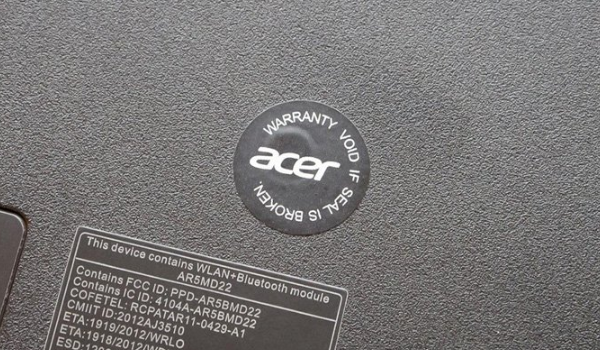 WARRANTY VOID IF SEAL IS BROKEN.
acer
This device contains WLAN+Bluetooth module
AR5MD22
Contains FCC ID: PPD-AR5BMD22
Contains IC ID: 4104A-AR5BMD22
COFETEL: RCPATAR11-0429-A1
CMIIT ID:2012AJ3510
ETA:1919/2012/WRLO
ETA:1918/2012/WRLO